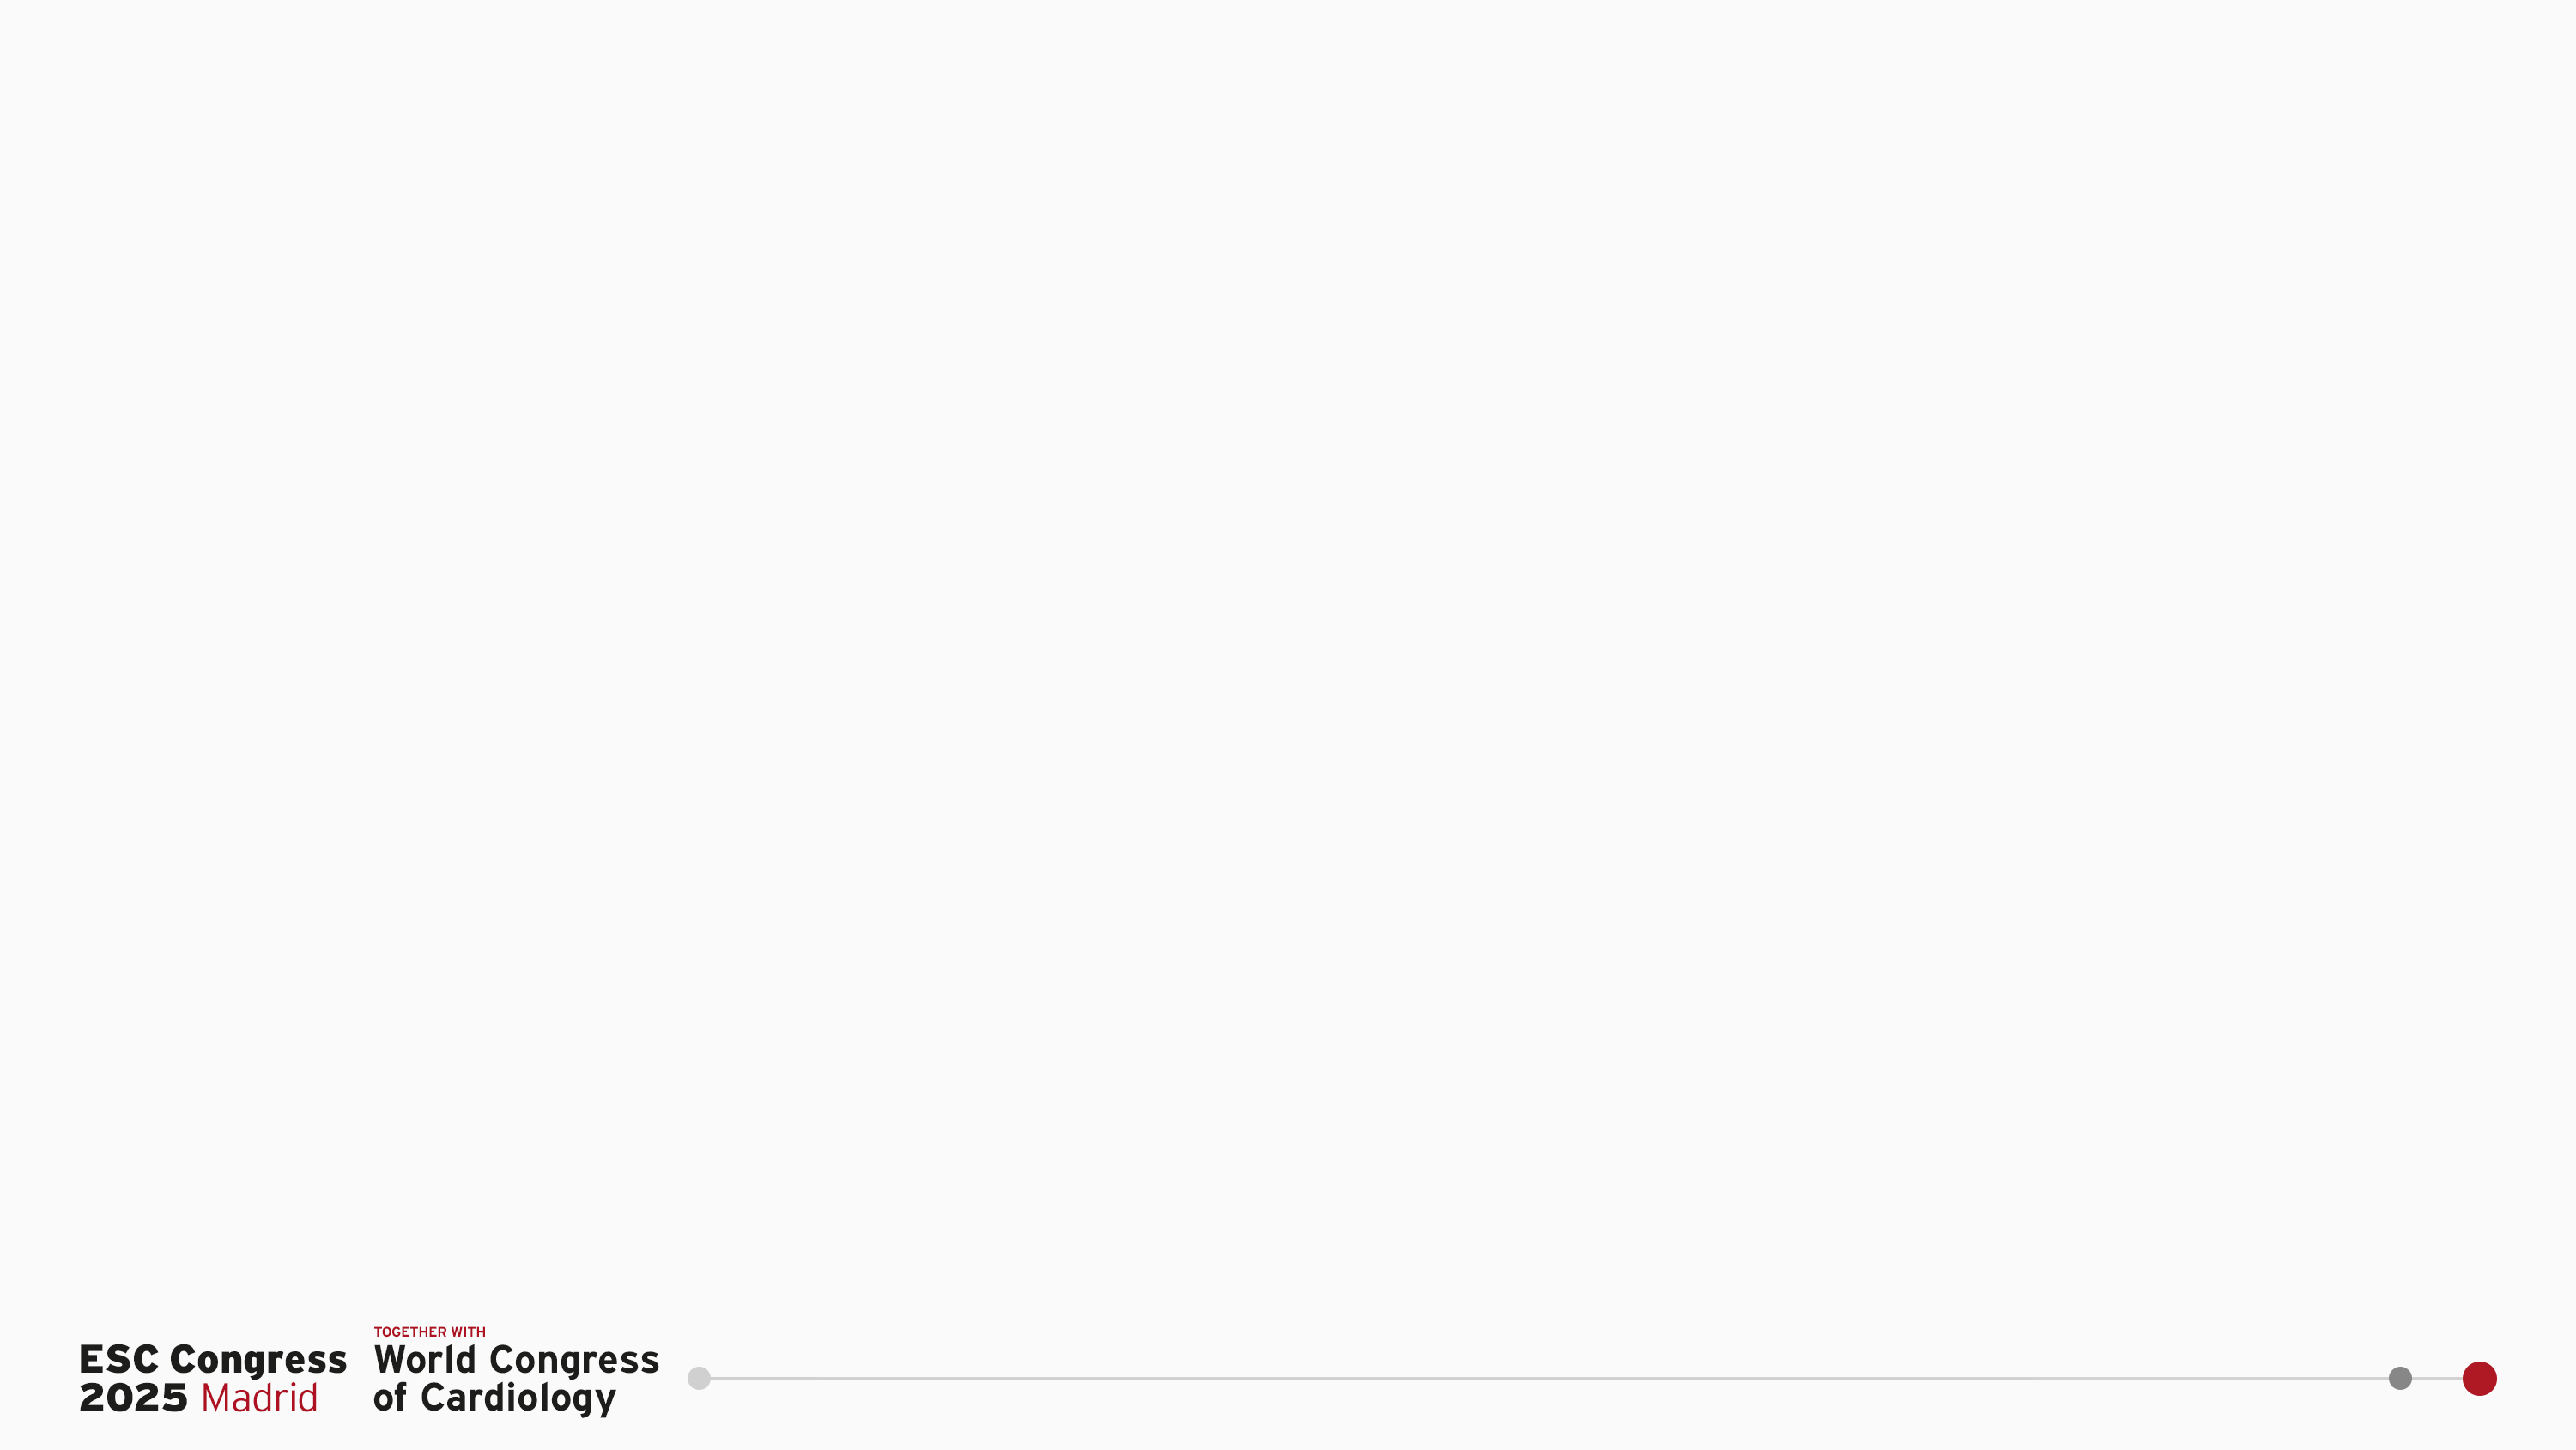 ESC Congress
2025 Madrid
TOGETHER WITH
World Congress
of Cardiology